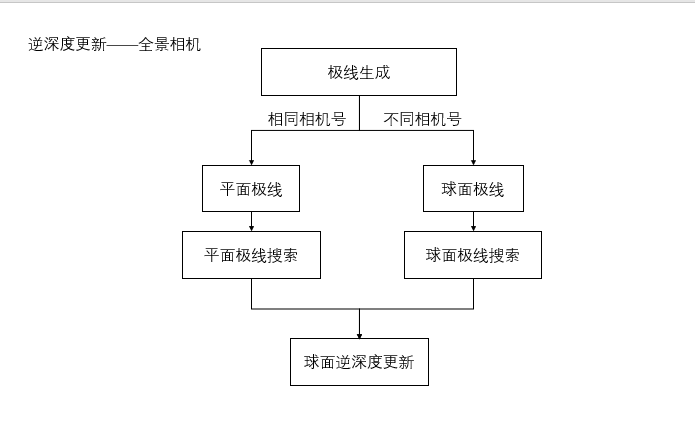 逆深度更新——全景相机
极线生成
相同相机号
不同相机号
平面极线
球面极线
平面极线搜索
球面极线搜索
球面逆深度更新